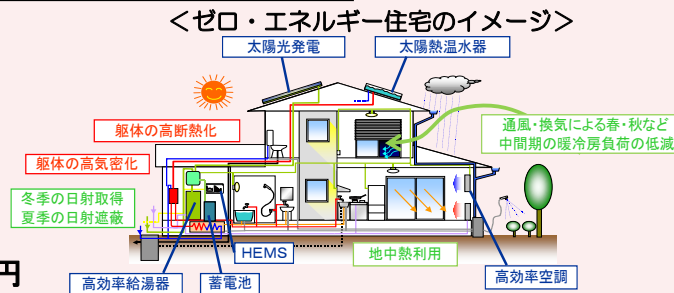 ＜ゼロ・エネルギー住宅のイメージ＞
太陽光発電
太陽熱温水器
躯体の高断熱化
通風・換気による春・秋など
中間期の暖冷房負荷の低減
躯体の高気密化
冬季の日射取得
夏季の日射遮蔽
HEMS
地中熱利用
高効率給湯器
蓄電池
高効率空調
円